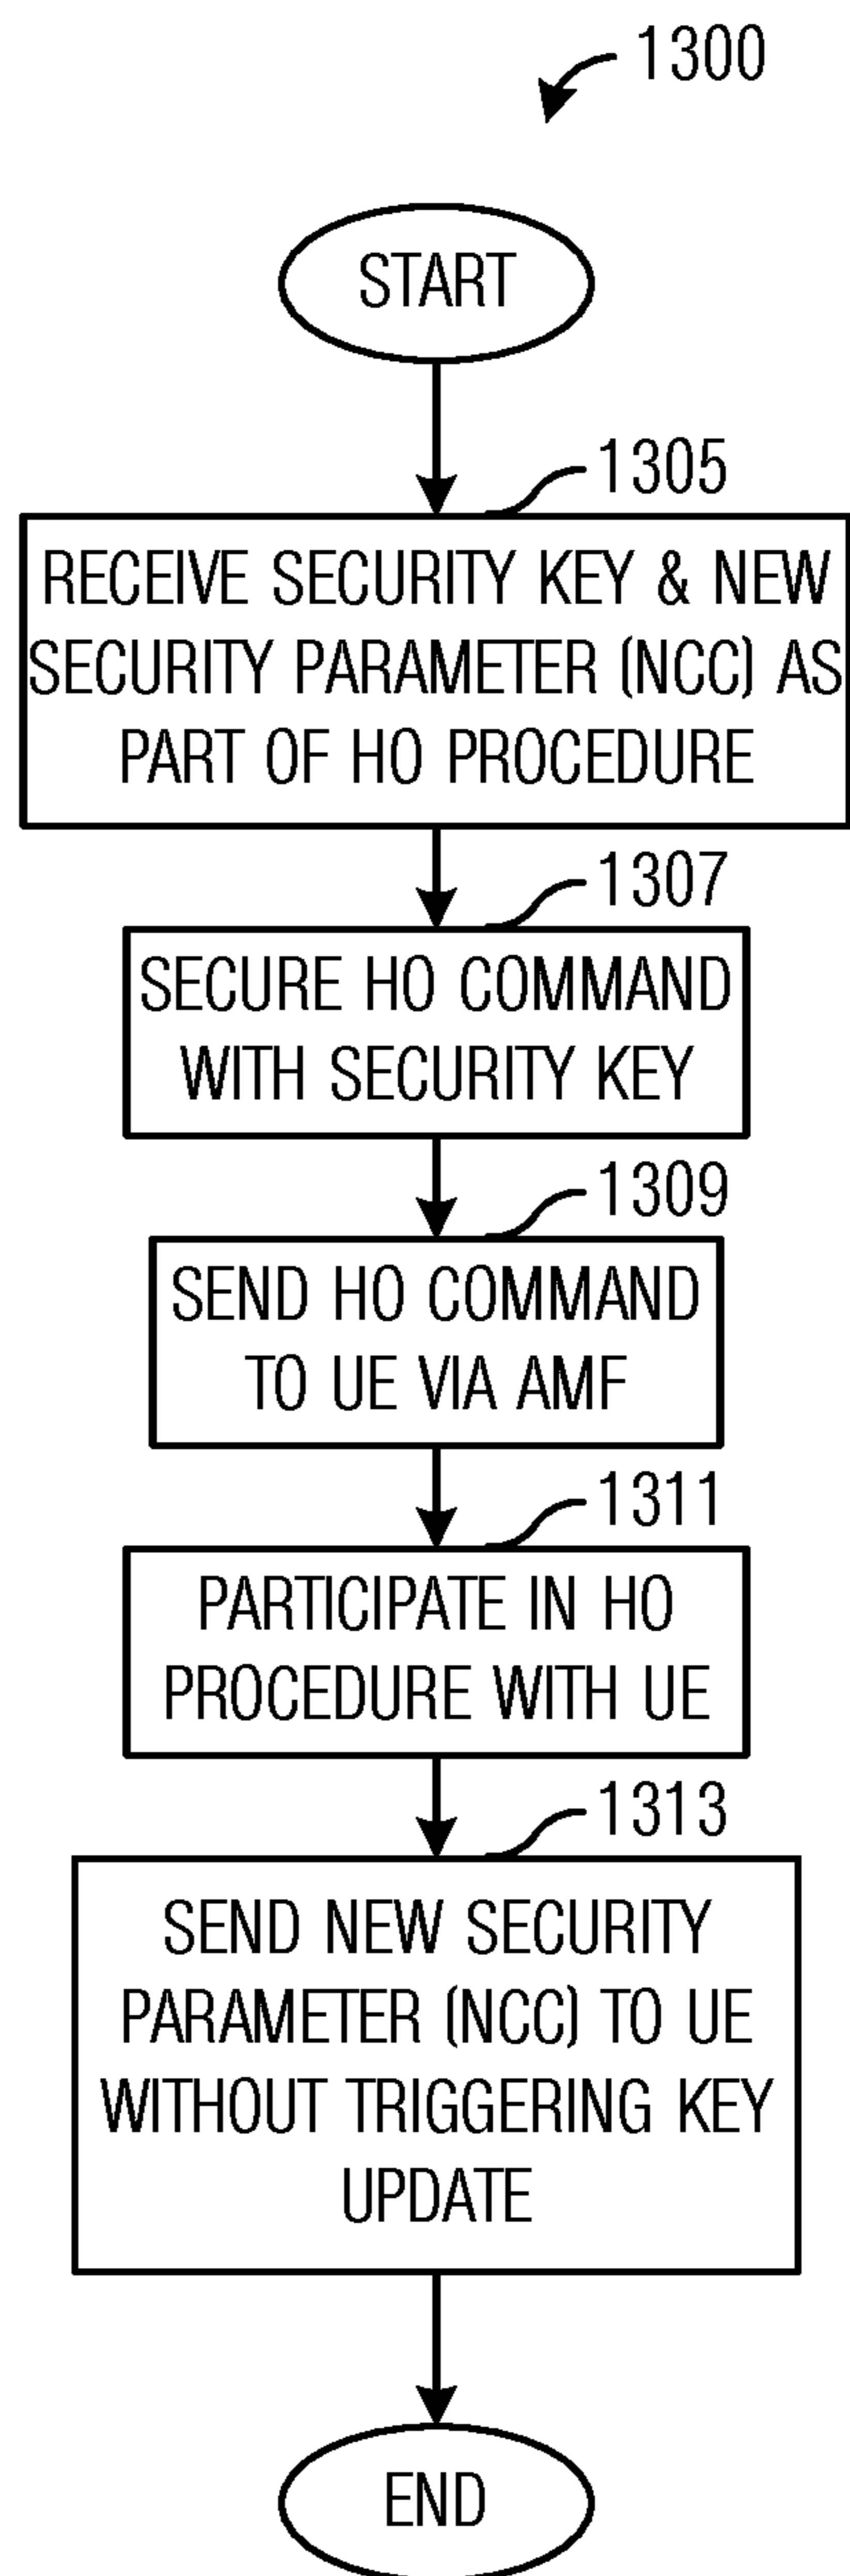 1300
START
1305
RECEIVE SECURITY KEY & NEW
SECURITY PARAMETER (NCC) AS
PART OF HO PROCEDURE
1307
SECURE HO COMMAND
WITH SECURITY KEY
1309
SEND HO COMMAND
TO UE VIA AMF
1311
PARTICIPATE IN HO
PROCEDURE WITH UE
1313
SEND NEW SECURITY
PARAMETER (NCC) TO UE
WITHOUT TRIGGERING KEY
UPDATE
END